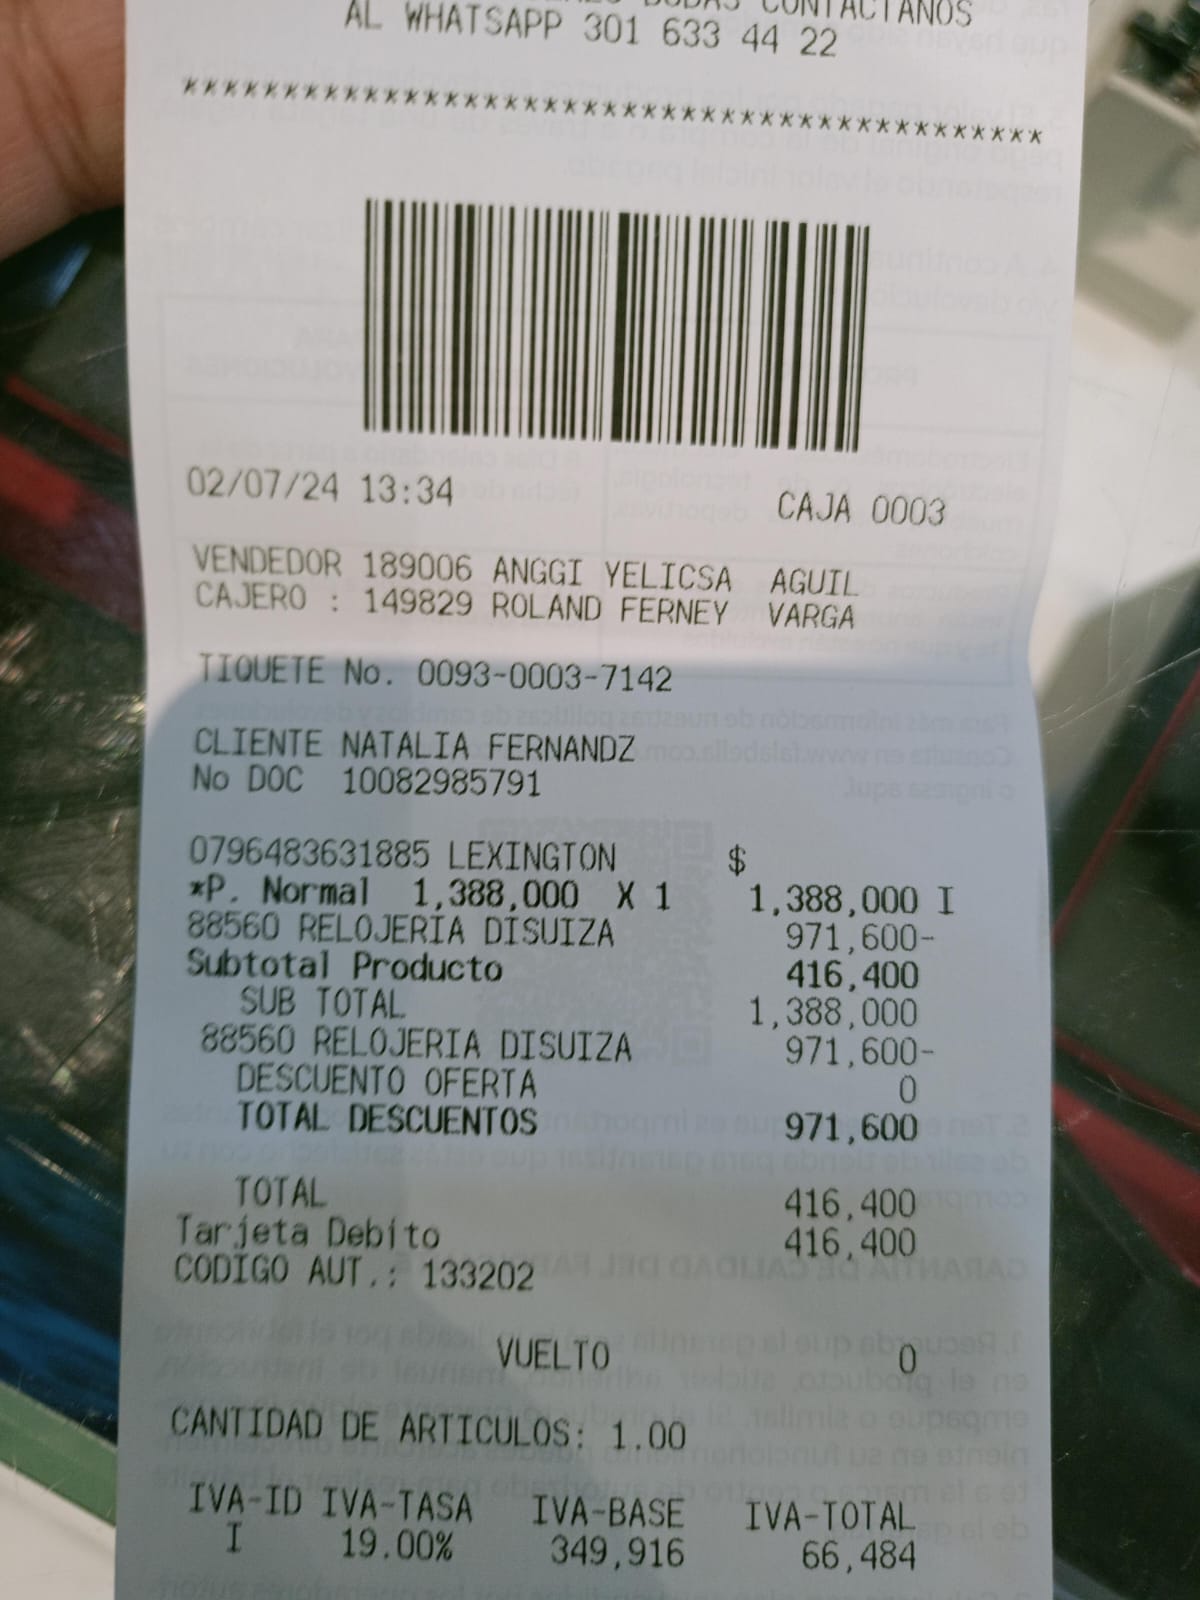 CONTACTANOS
AL WHATSAPP 301 633 44 22
*********************************************
02/07/24 13:34 CAJA 0003
VENDEDOR 189006 ANGGI YELICSA AGUIL
CAJERO : 149829 ROLAND FERNEY VARGA
TIQUETE No. 0093-0003-7142
CLIENTE NATALIA FERNANDZ
No DOC 10082985791
0796483631885 LEXINGTON $
*P. Normal 1,388,000 X 1 1,388,000 I
88560 RELOJERIA DISUIZA 971,600-
Subtotal Producto 416,400
SUB TOTAL 1,388,000
88560 RELOJERIA DISUIZA 971,600-
DESCUENTO OFERTA 0
TOTAL DESCUENTOS 971,600
TOTAL 416,400
Tarjeta Debito 416,400
CODIGO AUT.: 133202
VUELTO 0
CANTIDAD DE ARTICULOS: 1.00
IVA-ID IVA-TASA IVA-BASE IVA-TOTAL
I 19.00% 349,916 66,484